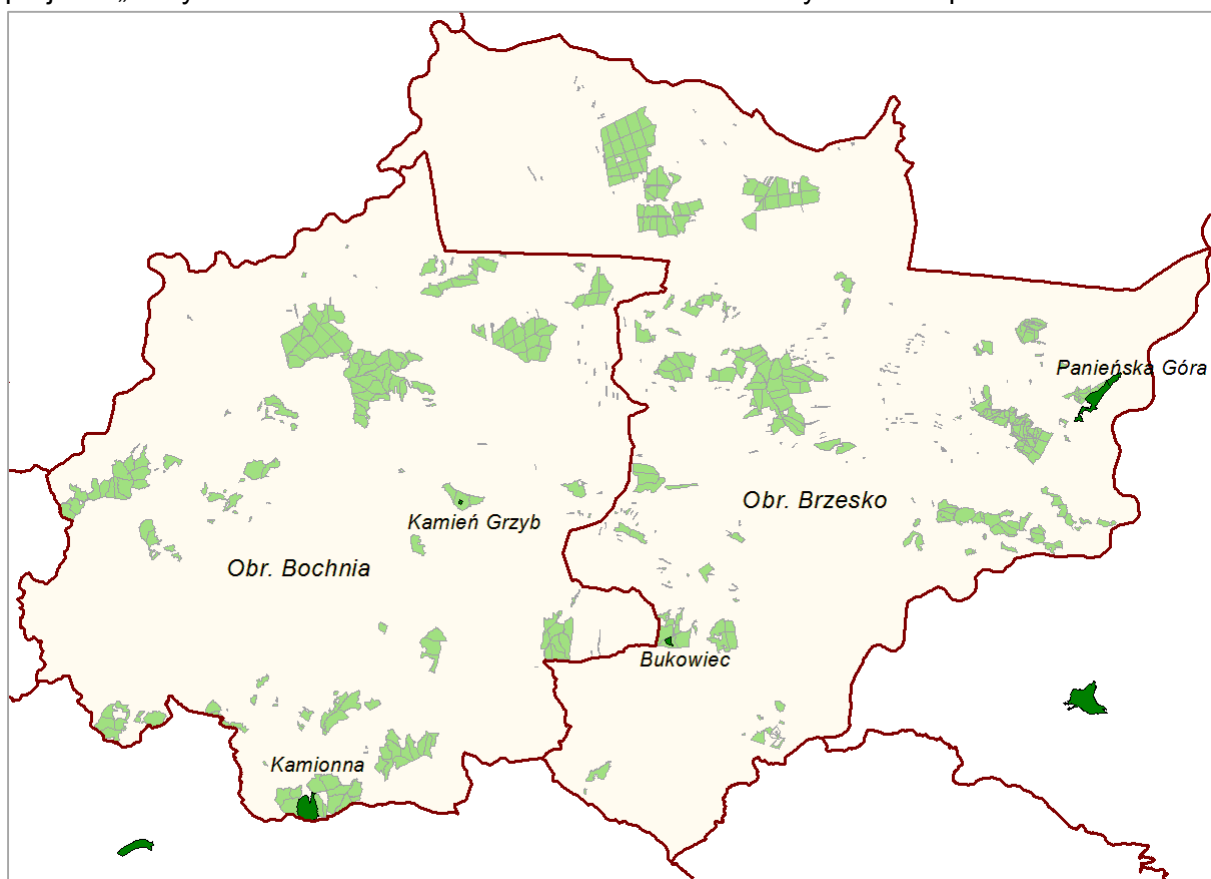 Panieńska Góra
Obr. Brzesko
Kamień Grzyb
Obr. Bochnia
Bukowiec
Kamionna